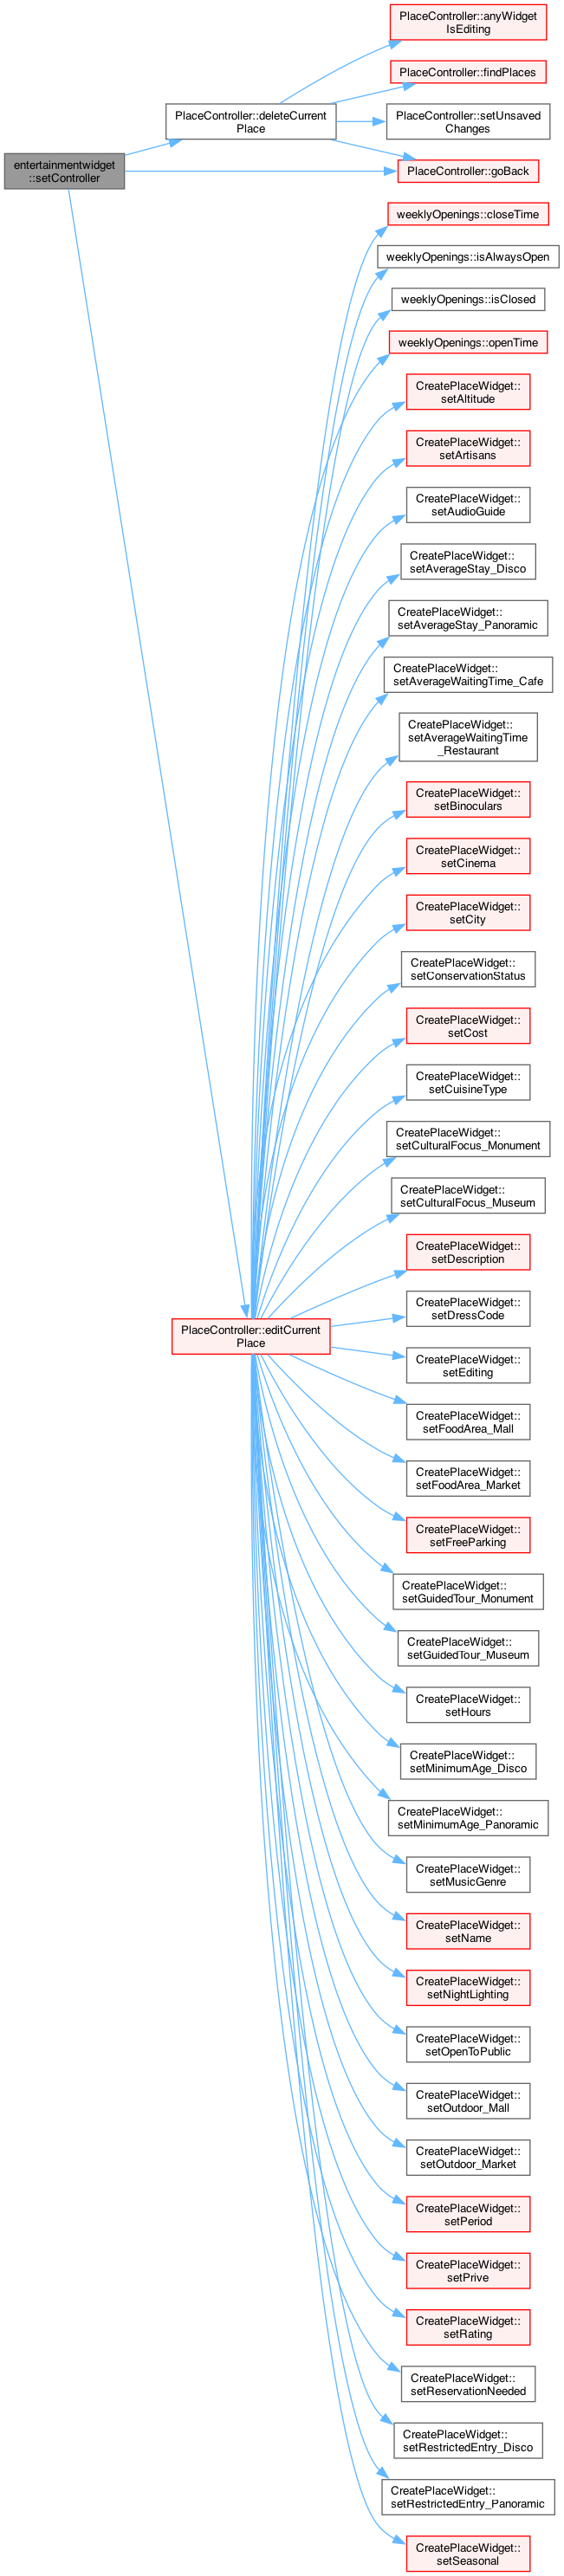 PlaceController::anyWidget
IsEditing
PlaceController::findPlaces
PlaceController::deleteCurrent
Place
PlaceController::setUnsaved
Changes
entertainmentwidget
::setController
PlaceController::goBack
weeklyOpenings::closeTime
weeklyOpenings::isAlwaysOpen
weeklyOpenings::isClosed
weeklyOpenings::openTime
CreatePlaceWidget::
setAltitude
CreatePlaceWidget::
setArtisans
CreatePlaceWidget::
setAudioGuide
CreatePlaceWidget::
setAverageStay_Disco
CreatePlaceWidget::
setAverageStay_Panoramic
CreatePlaceWidget::
setAverageWaitingTime_Cafe
CreatePlaceWidget::
setAverageWaitingTime
_Restaurant
CreatePlaceWidget::
setBinoculars
CreatePlaceWidget::
setCinema
CreatePlaceWidget::
setCity
CreatePlaceWidget::
setConservationStatus
CreatePlaceWidget::
setCost
CreatePlaceWidget::
setCuisineType
CreatePlaceWidget::
setCulturalFocus_Monument
CreatePlaceWidget::
setCulturalFocus_Museum
CreatePlaceWidget::
setDescription
CreatePlaceWidget::
setDressCode
PlaceController::editCurrent
Place
CreatePlaceWidget::
setEditing
CreatePlaceWidget::
setFoodArea_Mall
CreatePlaceWidget::
setFoodArea_Market
CreatePlaceWidget::
setFreeParking
CreatePlaceWidget::
setGuidedTour_Monument
CreatePlaceWidget::
setGuidedTour_Museum
CreatePlaceWidget::
setHours
CreatePlaceWidget::
setMinimumAge_Disco
CreatePlaceWidget::
setMinimumAge_Panoramic
CreatePlaceWidget::
setMusicGenre
CreatePlaceWidget::
setName
CreatePlaceWidget::
setNightLighting
CreatePlaceWidget::
setOpenToPublic
CreatePlaceWidget::
setOutdoor_Mall
CreatePlaceWidget::
setOutdoor_Market
CreatePlaceWidget::
setPeriod
CreatePlaceWidget::
setPrive
CreatePlaceWidget::
setRating
CreatePlaceWidget::
setReservationNeeded
CreatePlaceWidget::
setRestrictedEntry_Disco
CreatePlaceWidget::
setRestrictedEntry_Panoramic
CreatePlaceWidget::
setSeasonal